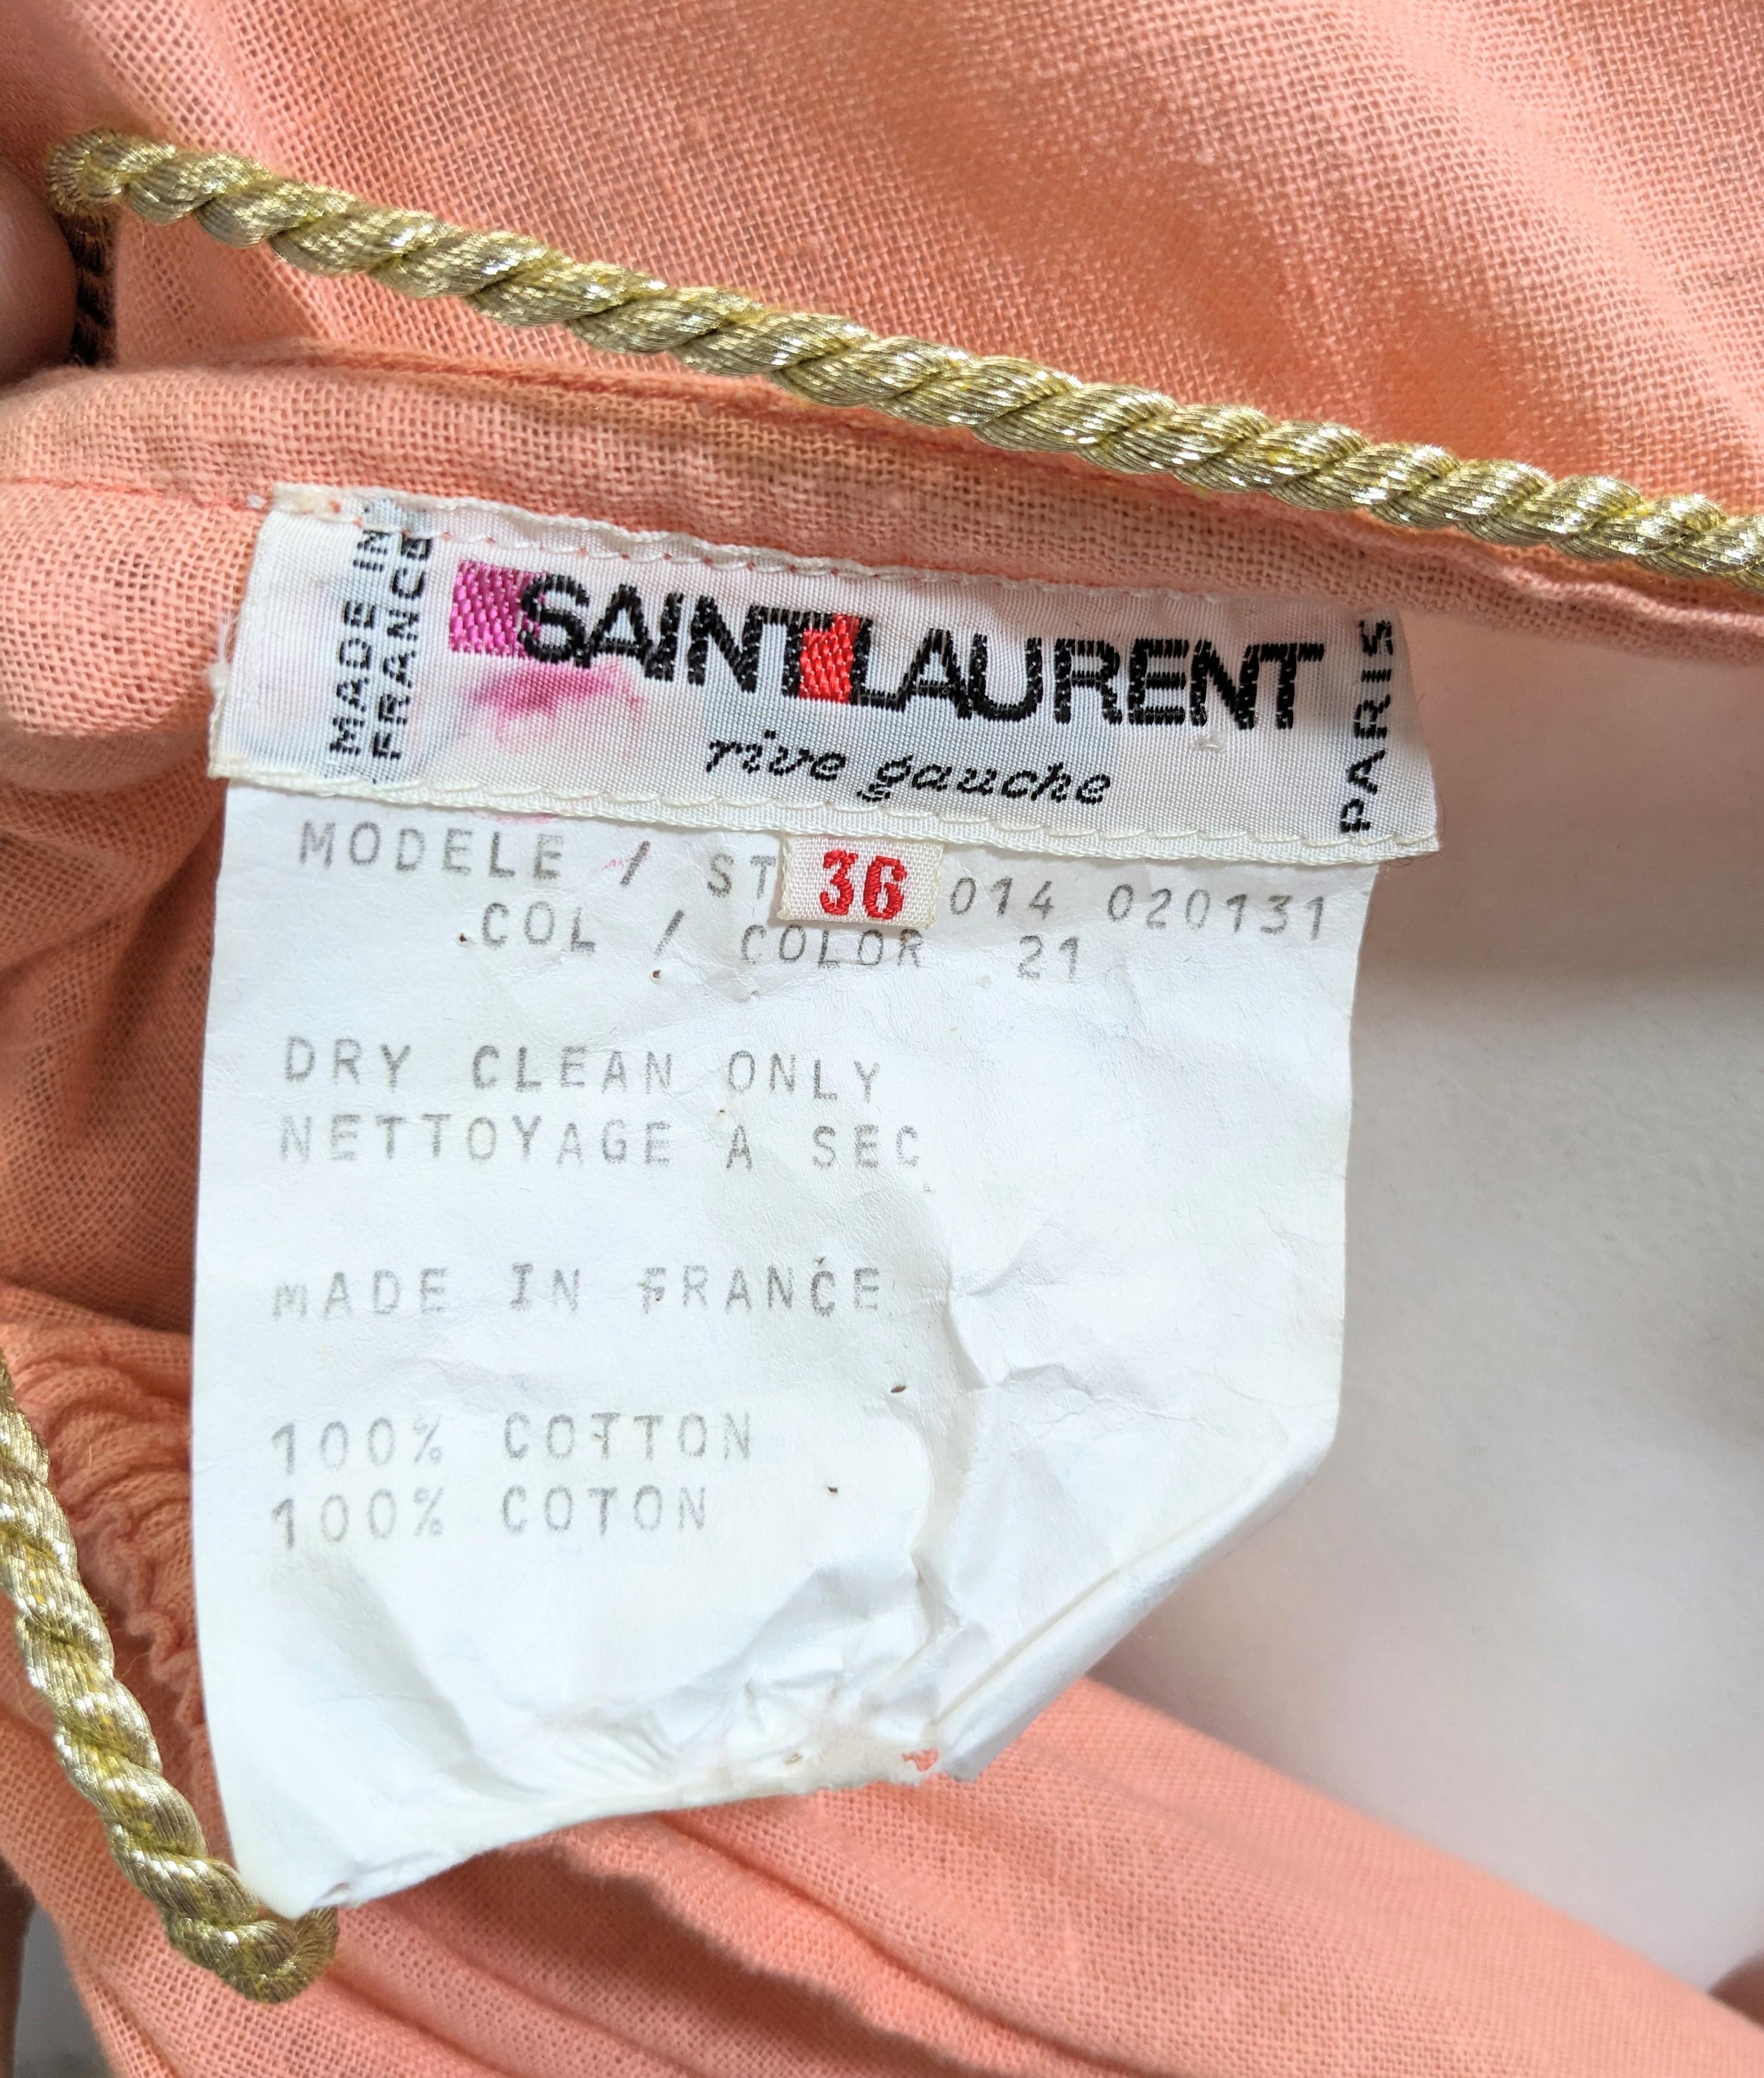 MADE IN
FRANCE
SAINT LAURENT
rive gauche
PARIS
36
MODELE / ST 014 020131
COL / COLOR 21
DRY CLEAN ONLY
NETTOYAGE A SEC
MADE IN FRANCE
100% COTTON
100% COTON